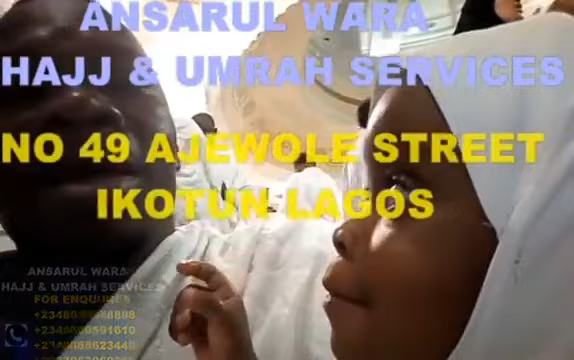 ANSARUL WARA
HAJJ & UMRAH SERVICES
NO 49 AJEWOLE STREET
IKOTUN LAGOS
ANSARUL WARA
HAJJ & UMRAH SERVICES
FOR ENQUIRIES